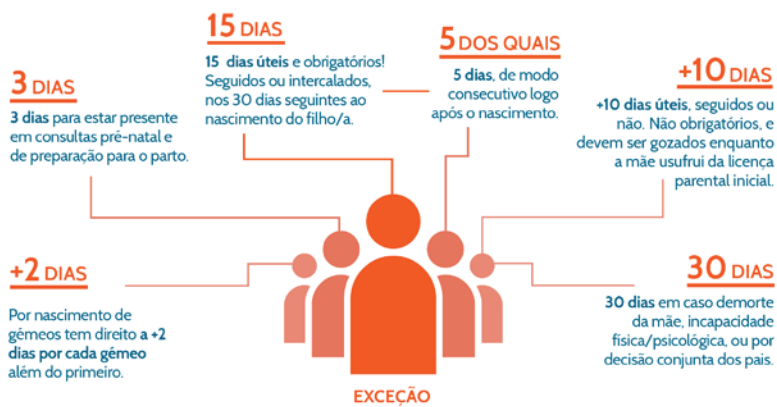 15 DIAS
15 dias úteis e obrigatórios!
Seguidos ou intercalados,
nos 30 dias seguintes ao
nascimento do filho/a.
5 DOS QUAIS
5 dias, de modo
consecutivo logo
após o nascimento.
3 DIAS
3 dias para estar presente
em consultas pré-natal e
de preparação para o parto.
+10 DIAS
+10 dias úteis, seguidos ou
não. Não obrigatórios, e
devem ser gozados enquanto
a mãe usufrui da licença
parental inicial.
+2 DIAS
Por nascimento de
gémeos tem direito a +2
dias por cada gémeo
além do primeiro.
30 DIAS
30 dias em caso demorte
da mãe, incapacidade
física/psicológica, ou por
decisão conjunta dos pais.
EXCEÇÃO